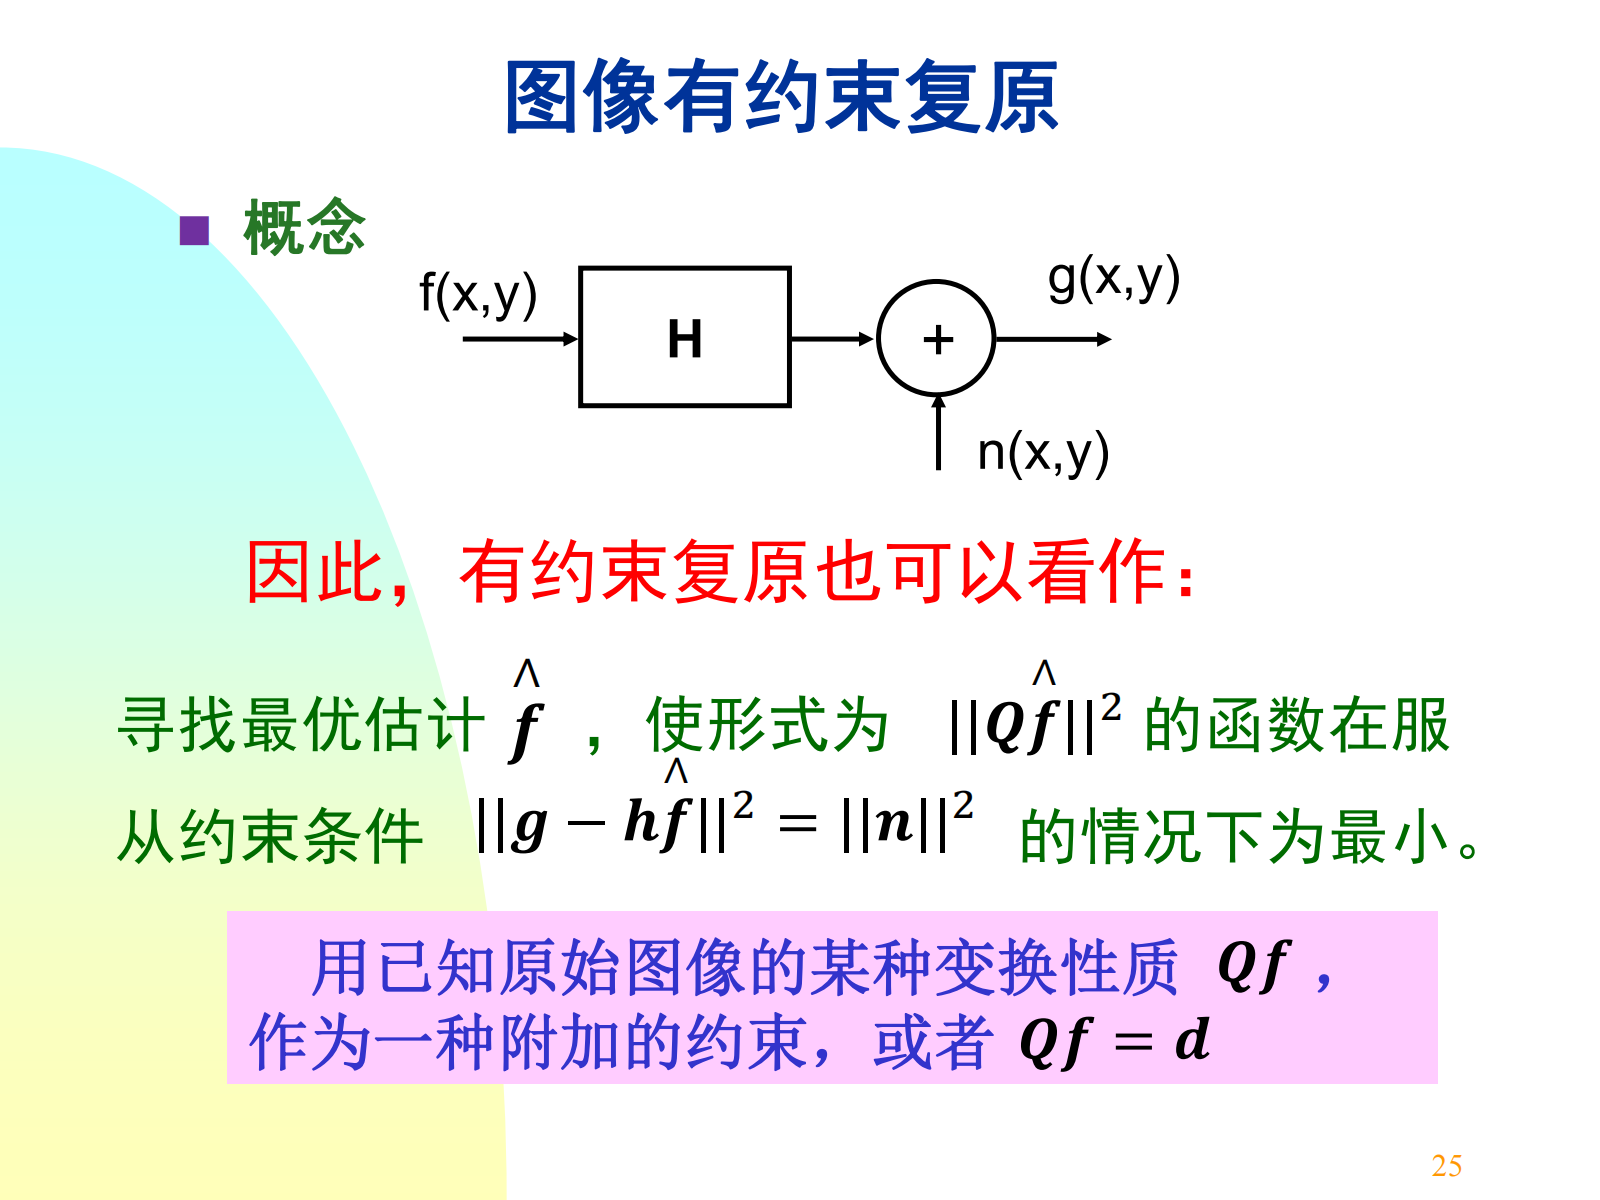 图像有约束复原
■ 概念
f(x,y)
H
+
g(x,y)
n(x,y)
因此，有约束复原也可以看作：
寻找最优估计 f̂ ，使形式为 ||Qf̂||² 的函数在服
从约束条件 ||g − hf̂||² = ||n||² 的情况下为最小。
用已知原始图像的某种变换性质 Qf，
作为一种附加的约束，或者 Qf = d
25